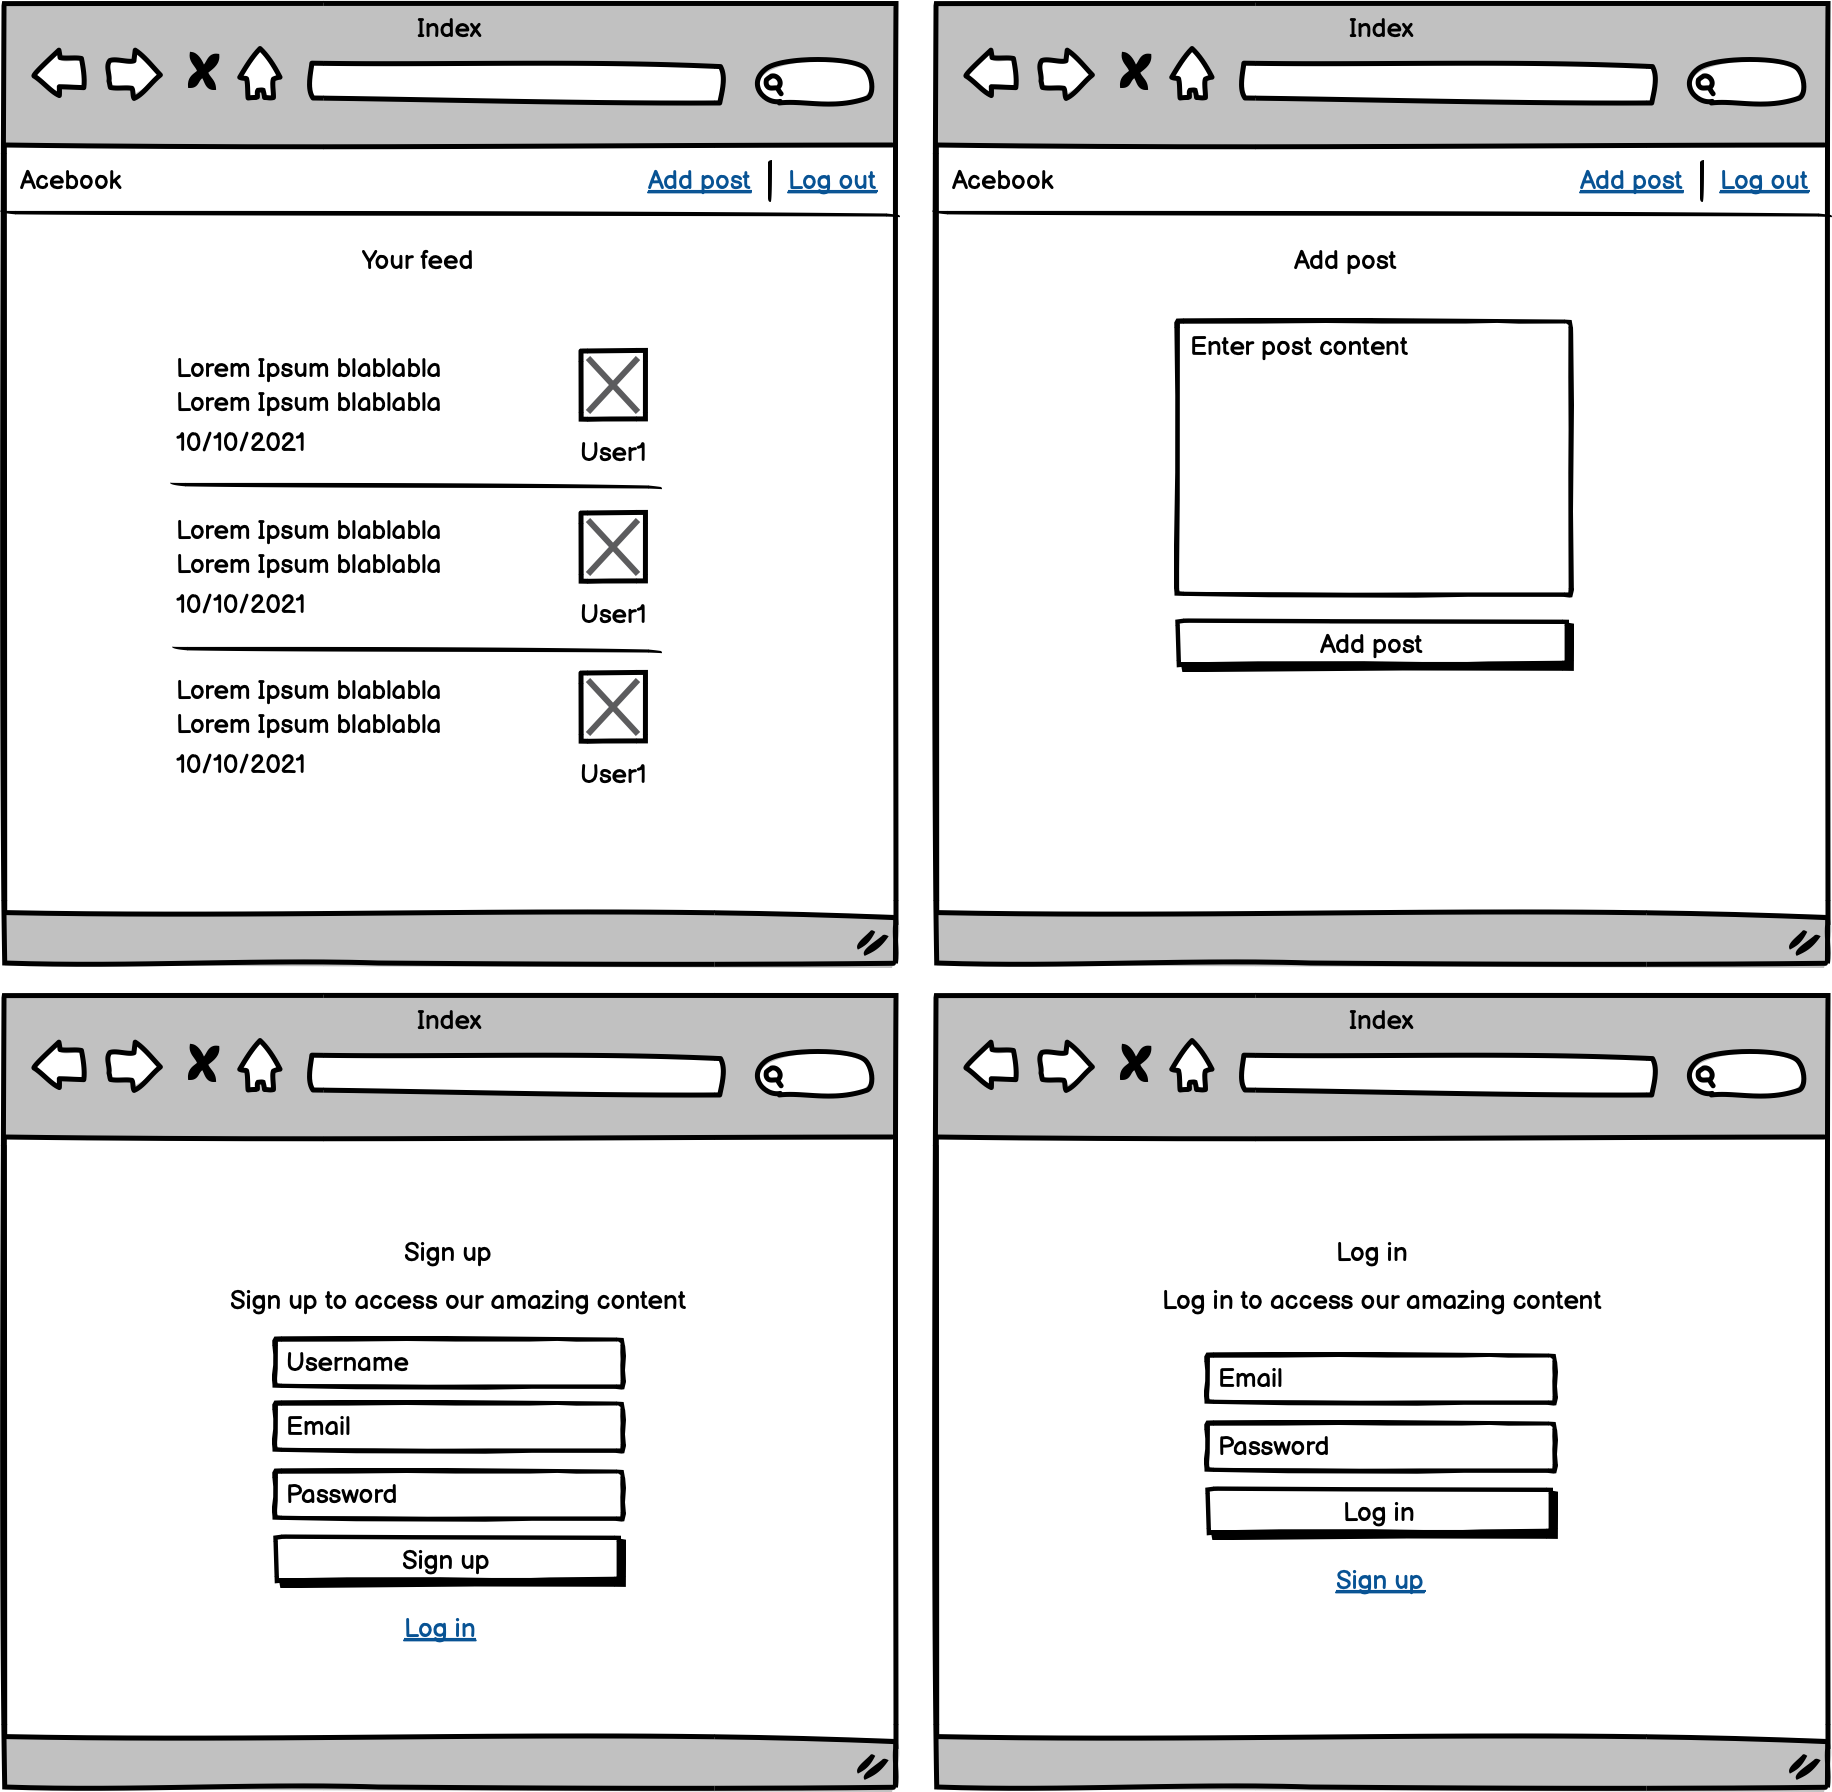 Index
Acebook
Add post
Log out
Your feed
Lorem Ipsum blablabla
Lorem Ipsum blablabla
10/10/2021
User1
Lorem Ipsum blablabla
Lorem Ipsum blablabla
10/10/2021
User1
Lorem Ipsum blablabla
Lorem Ipsum blablabla
10/10/2021
User1
Index
Acebook
Add post
Log out
Add post
Enter post content
Add post
Index
Sign up
Sign up to access our amazing content
Username
Email
Password
Sign up
Log in
Index
Log in
Log in to access our amazing content
Email
Password
Log in
Sign up